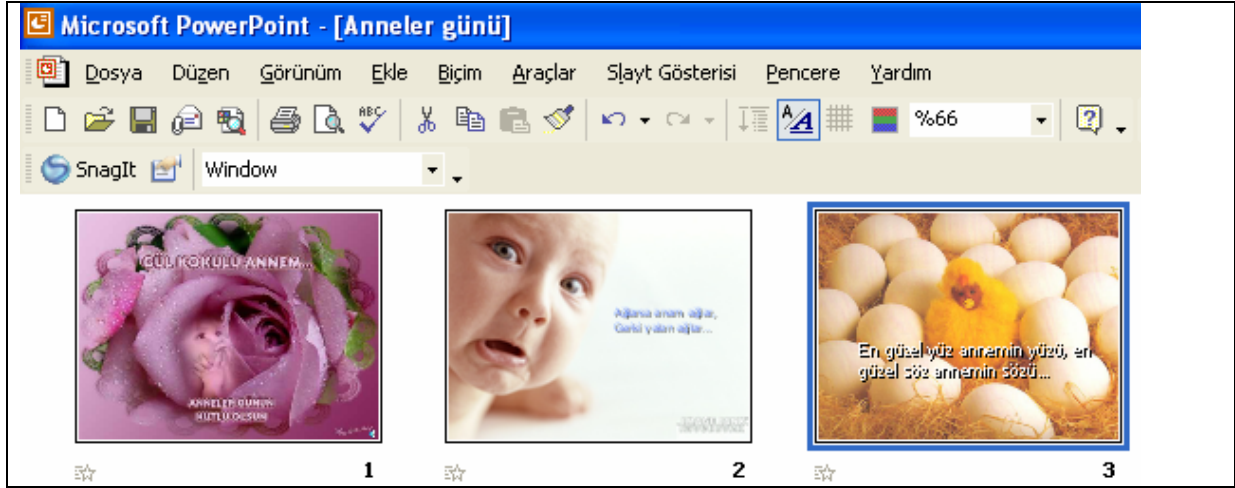 Microsoft PowerPoint - [Anneler günü]
Dosya Düzen Görünüm Ekle Biçim Araçlar Slayt Gösterisi Pencere Yardım
ABC
A A %66 ?
SnagIt Window
GÜL KOKULU ANNEM...
ANNELER GÜNÜN
MUTLU OLSUN
Ağlarsa anam ağlar,
Gerisi yalan ağlar...
En güzel yüz annemin yüzü, en
güzel söz annemin sözü...
1 2 3